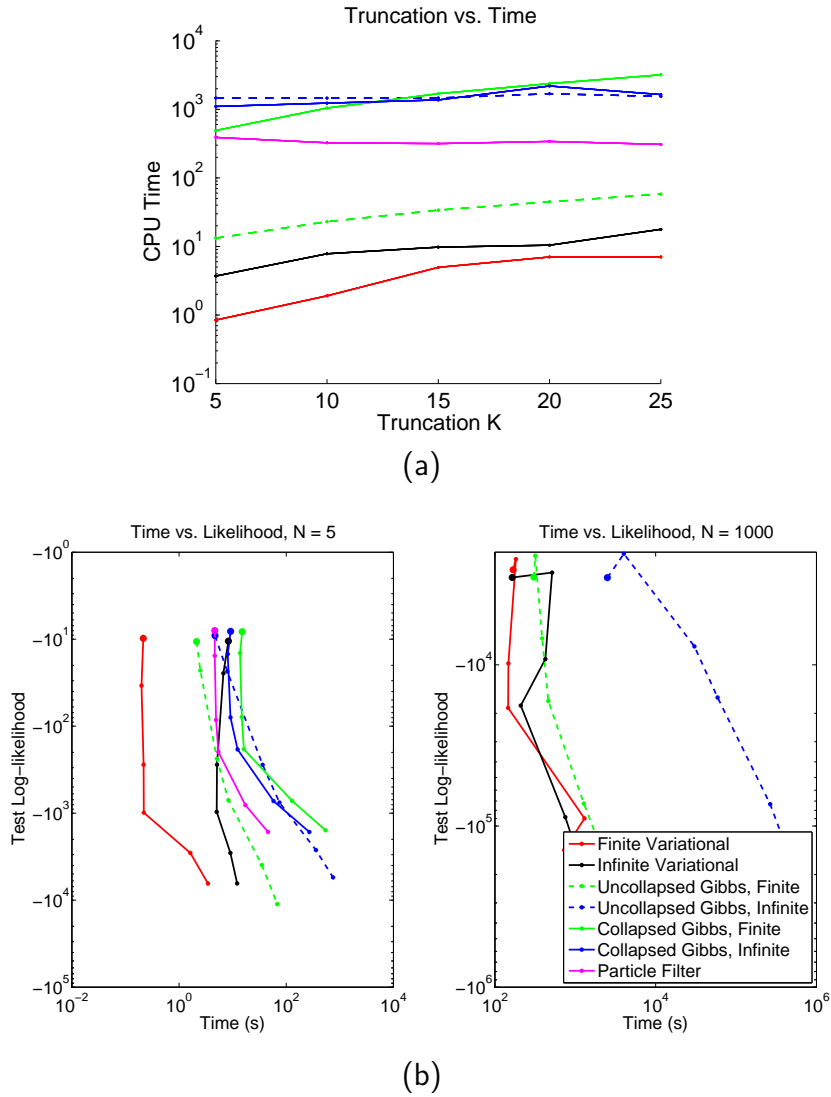 Truncation vs. Time
10^4
10^3
10^2
10^1
10^0
10^−1
CPU Time
5 10 15 20 25
Truncation K
(a)
Time vs. Likelihood, N = 5
−10^0
−10^1
−10^2
−10^3
−10^4
−10^5
Test Log−likelihood
10^−2 10^0 10^2 10^4
Time (s)
Time vs. Likelihood, N = 1000
−10^4
−10^5
−10^6
Test Log−likelihood
10^2 10^4 10^6
Time (s)
Finite Variational
Infinite Variational
Uncollapsed Gibbs, Finite
Uncollapsed Gibbs, Infinite
Collapsed Gibbs, Finite
Collapsed Gibbs, Infinite
Particle Filter
(b)